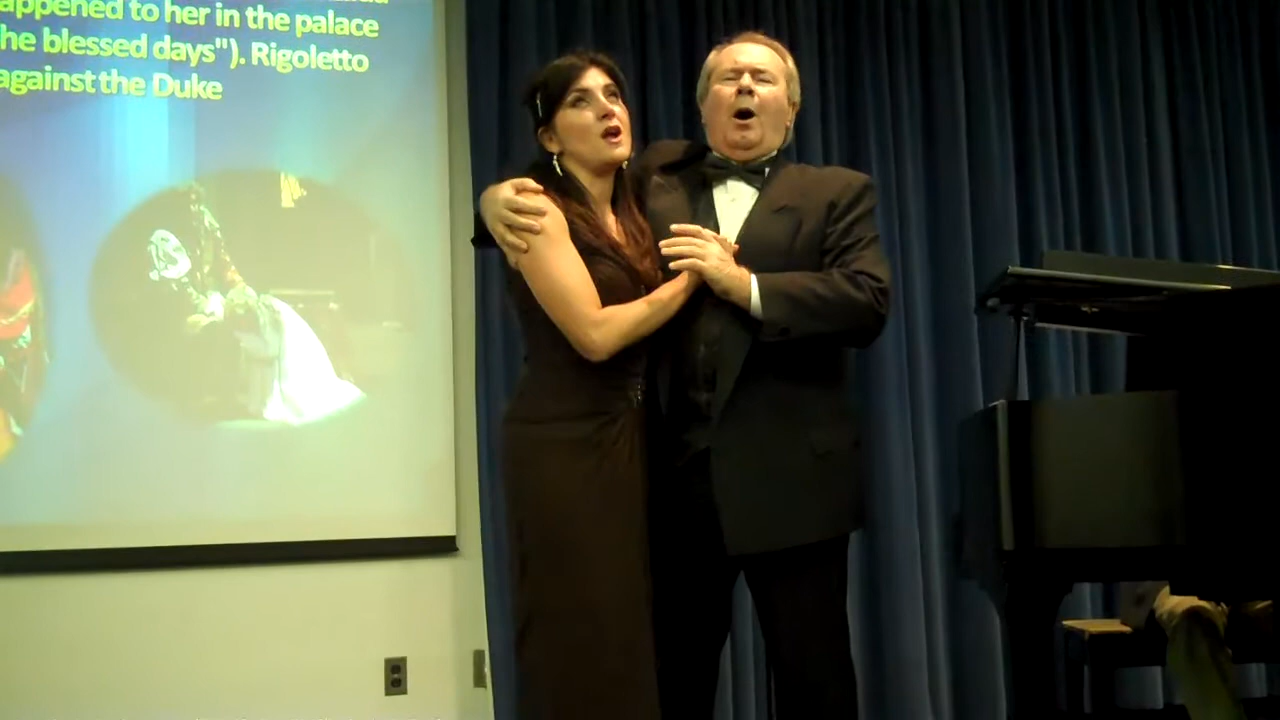 appened to her in the palace
he blessed days"). Rigoletto
against the Duke